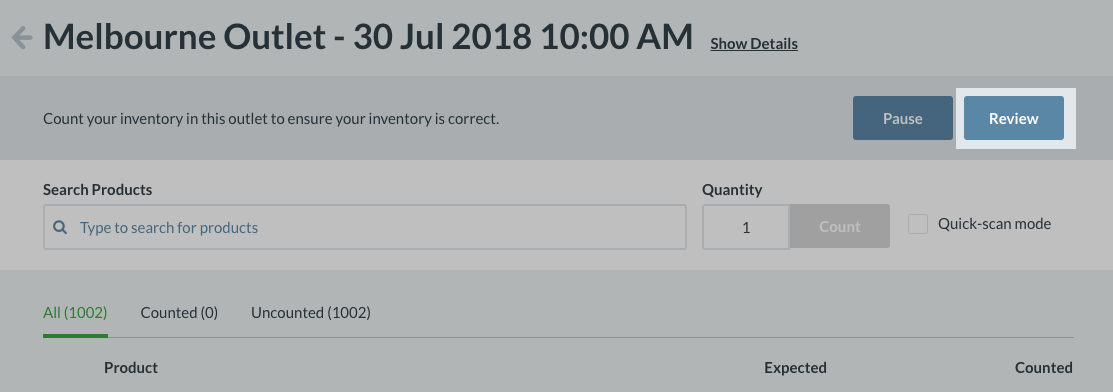 Melbourne Outlet - 30 Jul 2018 10:00 AM Show Details
Count your inventory in this outlet to ensure your inventory is correct. Pause Review
Search Products Quantity
Type to search for products 1 Count Quick-scan mode
All (1002) Counted (0) Uncounted (1002)
Product Expected Counted